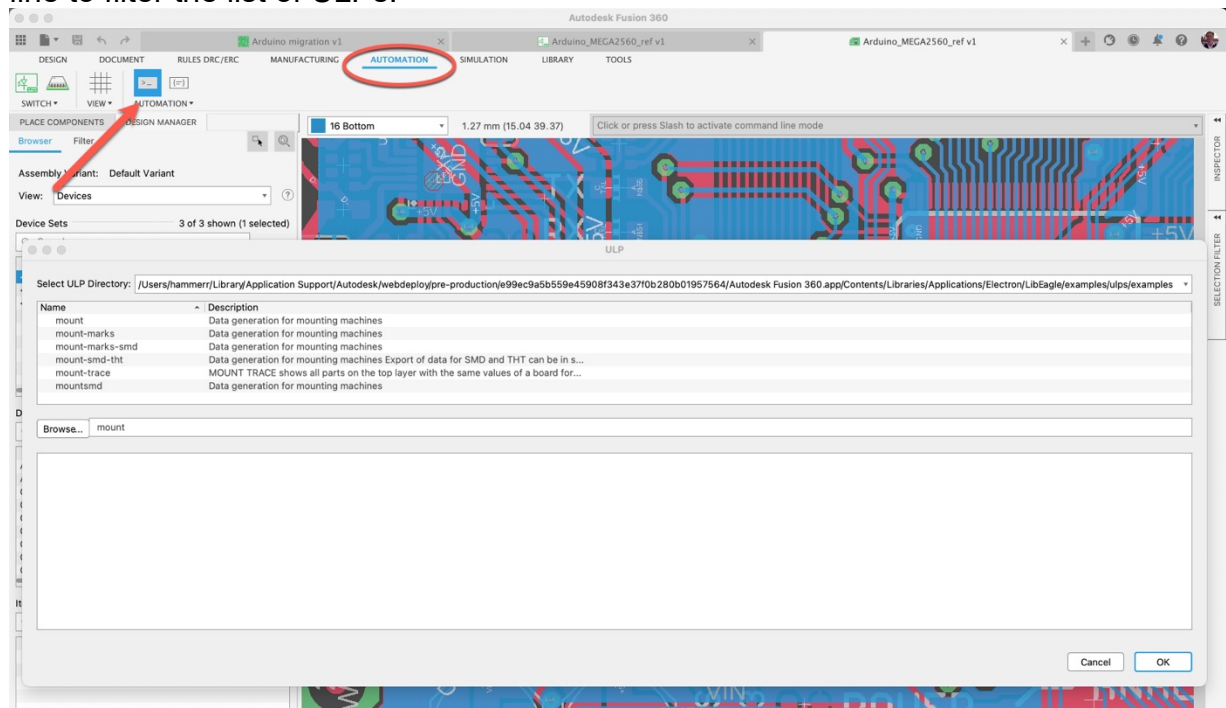 line to filter the list of ULP's.
Autodesk Fusion 360
Arduino migration v1
Arduino_MEGA2560_ref v1
Arduino_MEGA2560_ref v1
DESIGN DOCUMENT RULES DRC/ERC MANUFACTURING AUTOMATION SIMULATION LIBRARY TOOLS
SWITCH VIEW AUTOMATION
PLACE COMPONENTS DESIGN MANAGER
16 Bottom 1.27 mm (15.04 39.37) Click or press Slash to activate command line mode
Browser Filter
INSPECTOR
Assembly Variant: Default Variant
View: Devices
Device Sets 3 of 3 shown (1 selected)
SELECTION FILTER
GND
TX
+5V
+5V
+5V
+5V
ULP
Select ULP Directory: /Users/hammerr/Library/Application Support/Autodesk/webdeploy/pre-production/e99ec9a5b559e45908f343e37f0b280b01957564/Autodesk Fusion 360.app/Contents/Libraries/Applications/Electron/LibEagle/examples/ulps/examples
Name Description
mount Data generation for mounting machines
mount-marks Data generation for mounting machines
mount-marks-smd Data generation for mounting machines
mount-smd-tht Data generation for mounting machines Export of data for SMD and THT can be in s...
mount-trace MOUNT TRACE shows all parts on the top layer with the same values of a board for...
mountsmd Data generation for mounting machines
Browse... mount
Cancel OK
VIN